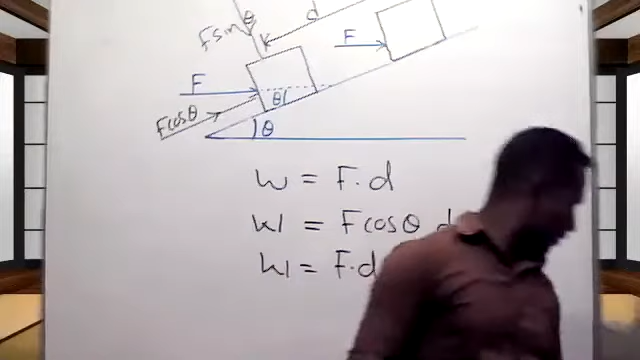 d
Fsinθ
F
F
θ
Fcosθ
θ
W = F.d
W = Fcosθ d
W = F.d